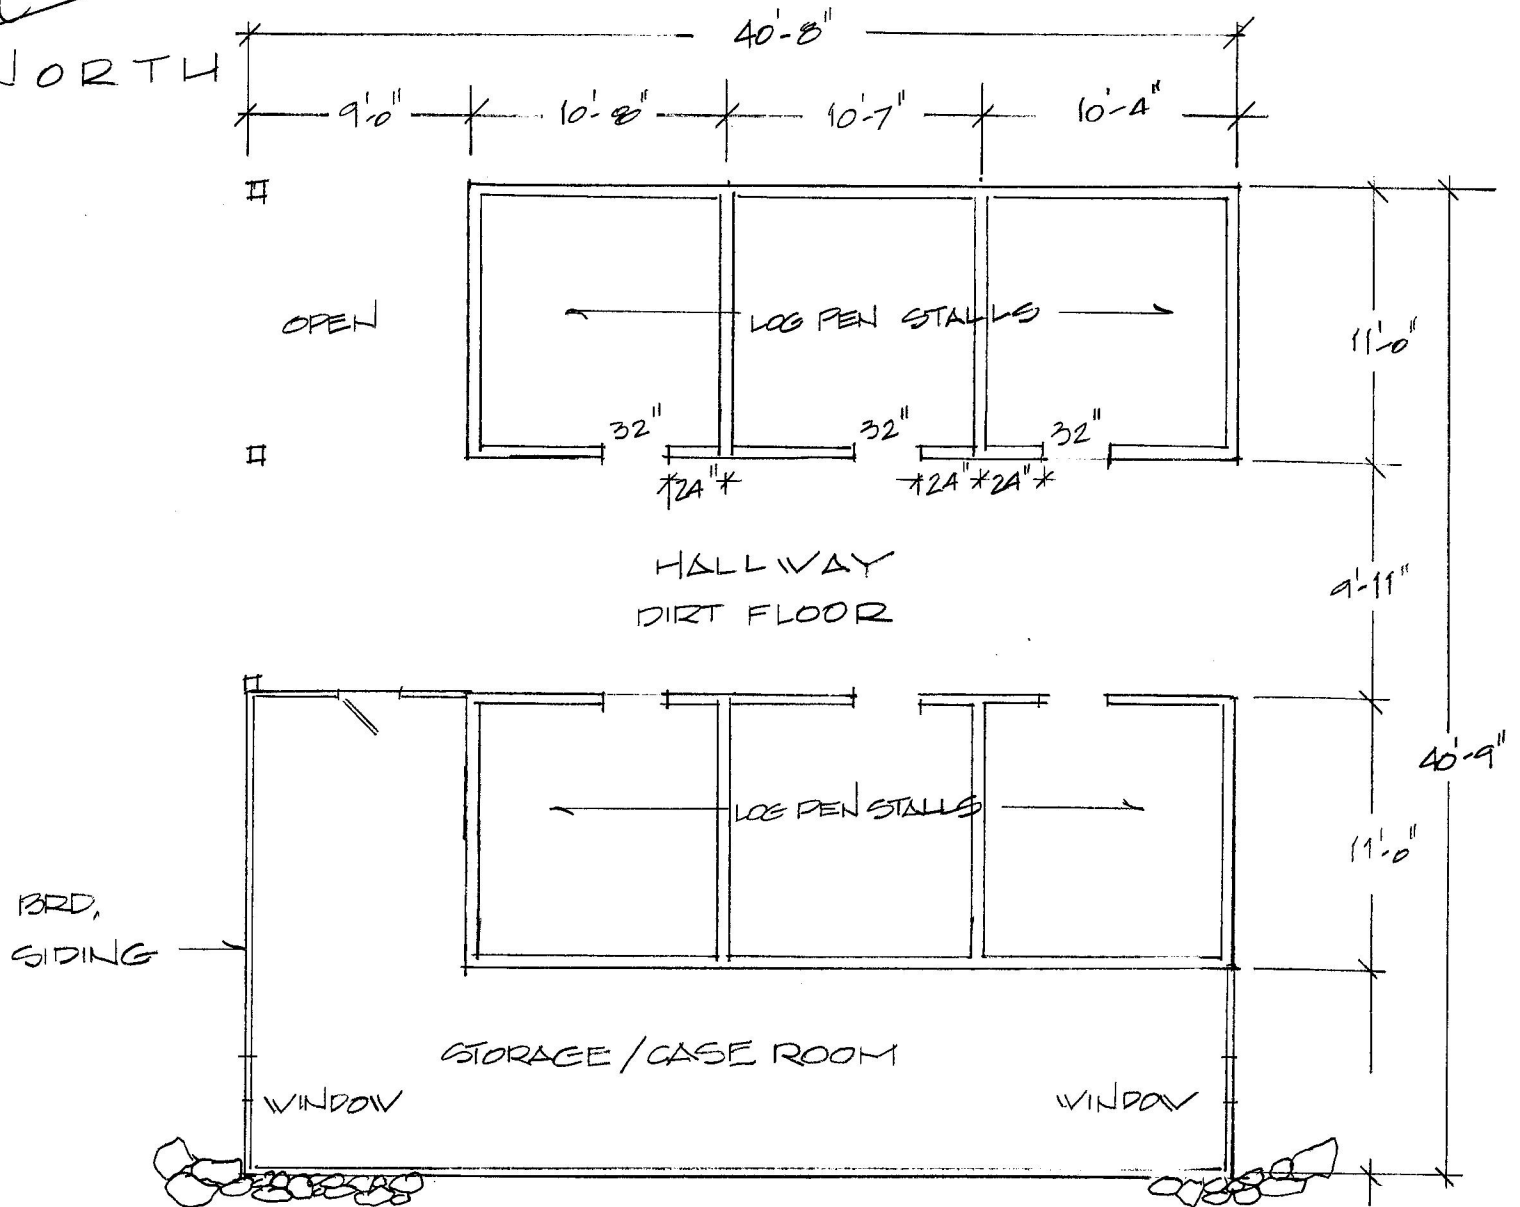 NORTH
40'-8"
9'-0" 10'-8" 10'-7" 10'-4"
OPEN
LOG PEN STALLS
11'-0"
32" 32" 32"
24" 24" 24"
HALLWAY
DIRT FLOOR
9'-11"
40'-9"
LOG PEN STALLS
11'-0"
BRD.
SIDING
STORAGE/CASE ROOM
WINDOW WINDOW